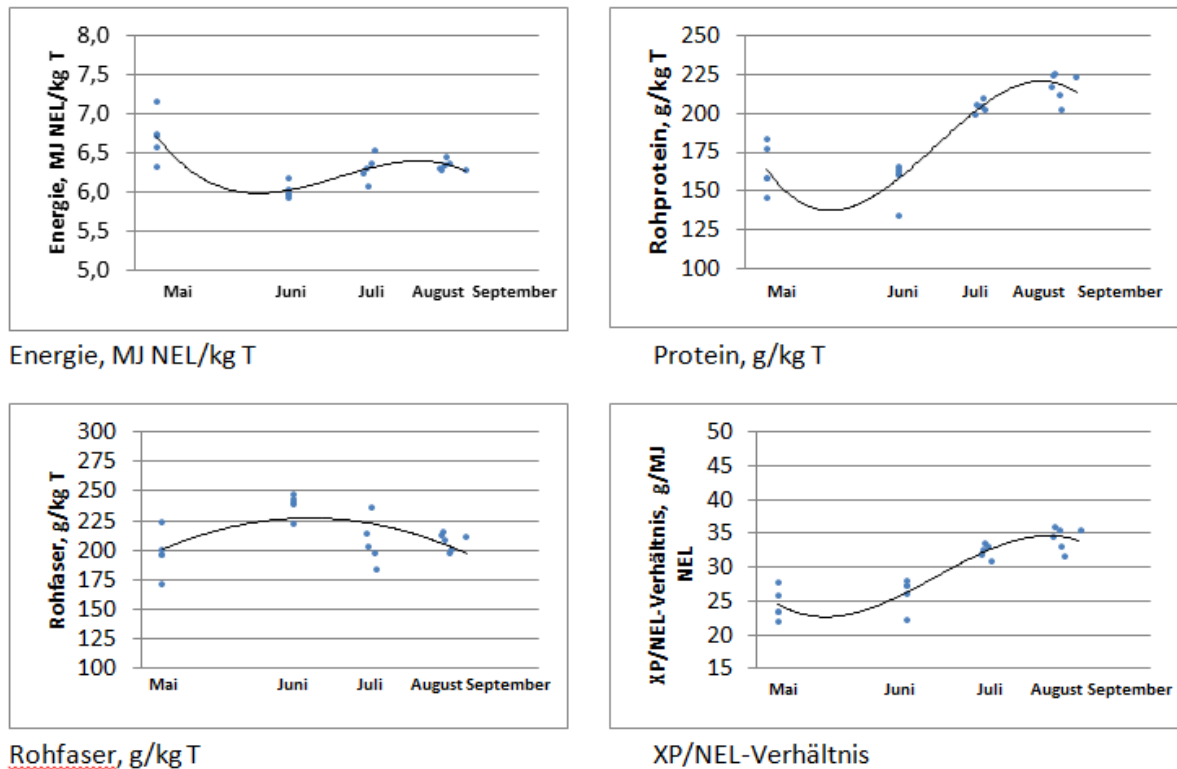 Energie, MJ NEL/kg T
8,0
7,5
7,0
6,5
6,0
5,5
5,0
Mai Juni Juli August September
Energie, MJ NEL/kg T
Rohprotein, g/kg T
250
225
200
175
150
125
100
Mai Juni Juli August September
Protein, g/kg T
Rohfaser, g/kg T
300
275
250
225
200
175
150
125
100
Mai Juni Juli August September
Rohfaser, g/kg T
XP/NEL-Verhältnis, g/MJ
NEL
50
45
40
35
30
25
20
15
Mai Juni Juli August September
XP/NEL-Verhältnis